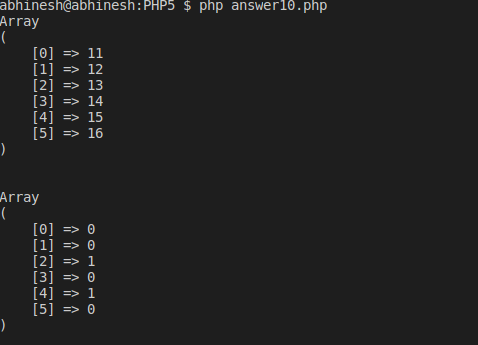 abhinesh@abhinesh:PHP5 $ php answer10.php
Array
(
    [0] => 11
    [1] => 12
    [2] => 13
    [3] => 14
    [4] => 15
    [5] => 16
)
Array
(
    [0] => 0
    [1] => 0
    [2] => 1
    [3] => 0
    [4] => 1
    [5] => 0
)